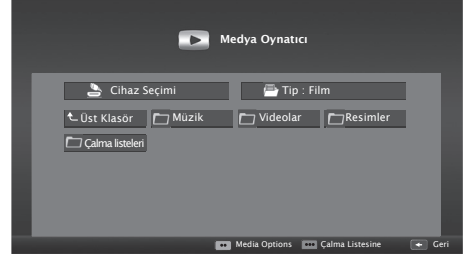 Medya Oynatıcı
Cihaz Seçimi Tip : Film
Üst Klasör Müzik Videolar Resimler
Çalma listeleri
Media Options Çalma Listesine Geri